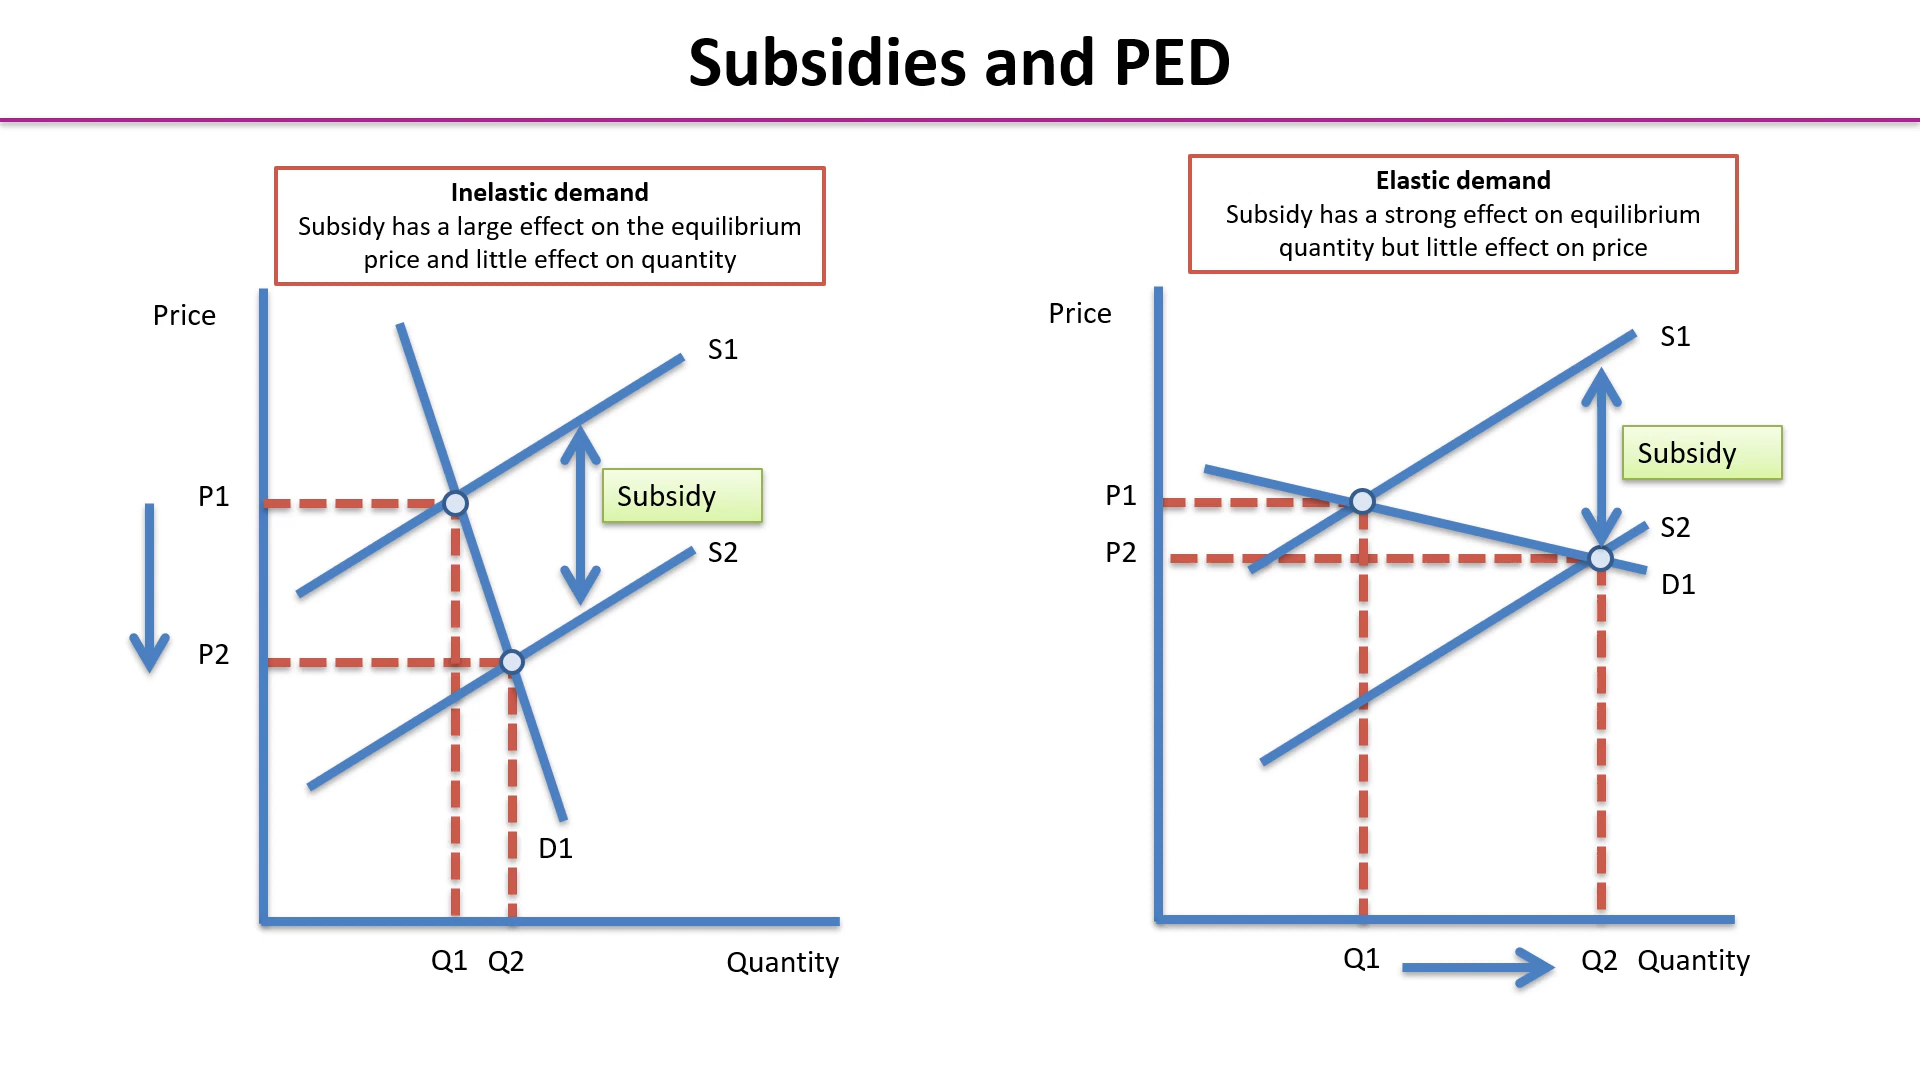 Subsidies and PED
Inelastic demand
Subsidy has a large effect on the equilibrium
price and little effect on quantity
Price
S1
P1
Subsidy
S2
P2
D1
Q1 Q2 Quantity
Elastic demand
Subsidy has a strong effect on equilibrium
quantity but little effect on price
Price
S1
Subsidy
P1
S2
P2
D1
Q1 Q2 Quantity